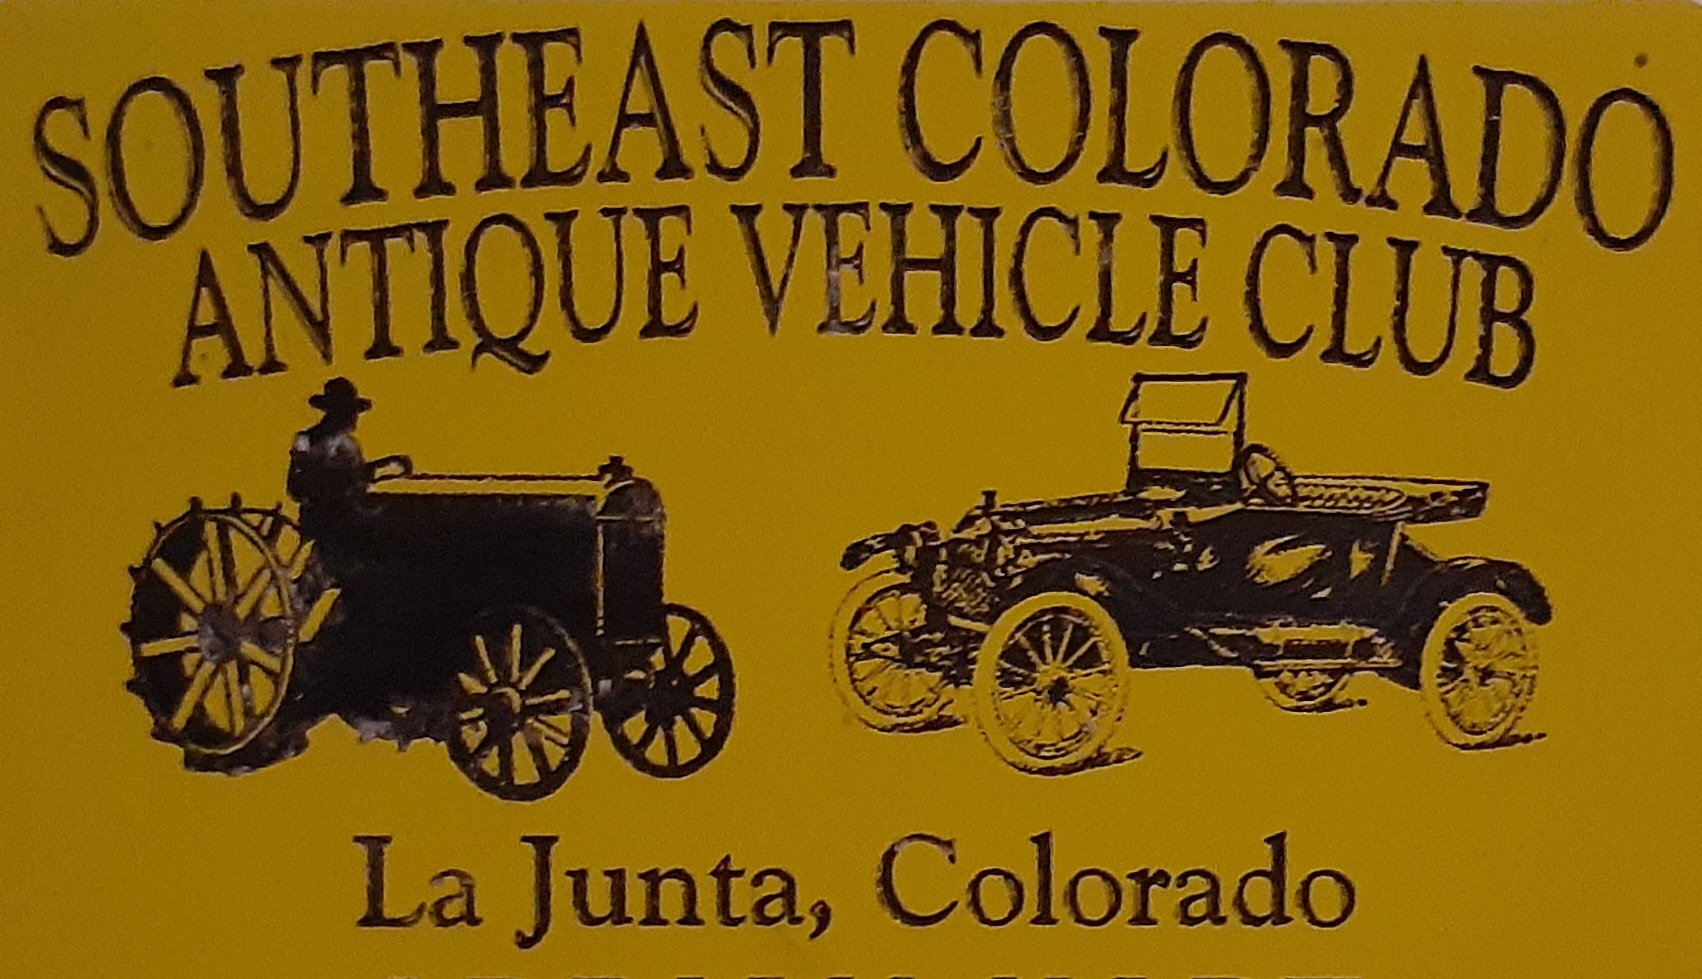 SOUTHEAST COLORADO
ANTIQUE VEHICLE CLUB
La Junta, Colorado